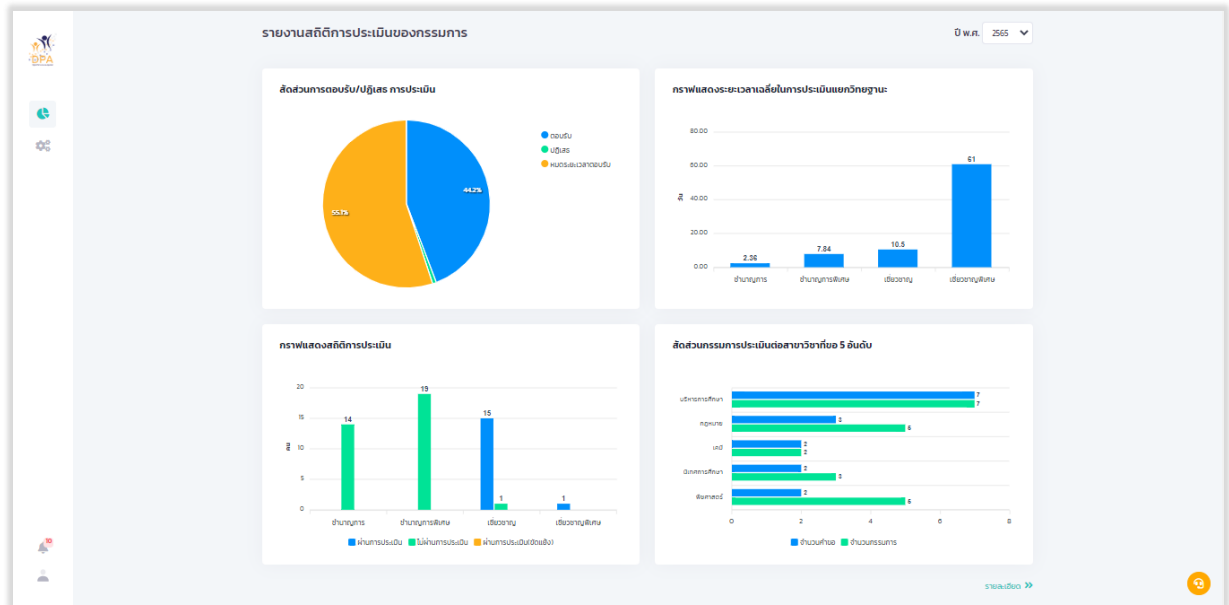 รายงานสถิติการประเมินของกรรมการ
ปี พ.ศ. 2565
DPA
สัดส่วนการตอบรับ/ปฏิเสธ การประเมิน
ตอบรับ
ปฏิเสธ
หมดระยะเวลาตอบรับ
44.2%
55.1%
กราฟแสดงระยะเวลาเฉลี่ยในการประเมินแยกวิทยฐานะ
80.00
60.00
40.00
20.00
0.00
วัน
2.36
7.84
10.5
61
ชำนาญการ
ชำนาญการพิเศษ
เชี่ยวชาญ
เชี่ยวชาญพิเศษ
กราฟแสดงสถิติการประเมิน
20
15
10
5
0
คน
14
19
15
1
1
ชำนาญการ
ชำนาญการพิเศษ
เชี่ยวชาญ
เชี่ยวชาญพิเศษ
ผ่านการประเมิน ไม่ผ่านการประเมิน ผ่านการประเมิน(ขัดแย้ง)
สัดส่วนกรรมการประเมินต่อสาขาวิชาที่ขอ 5 อันดับ
บริหารการศึกษา
7
7
กฎหมาย
3
5
เคมี
2
2
นิเทศการศึกษา
2
3
พิษศาสตร์
2
5
0 2 4 6 8
จำนวนคำขอ จำนวนกรรมการ
10
รายละเอียด